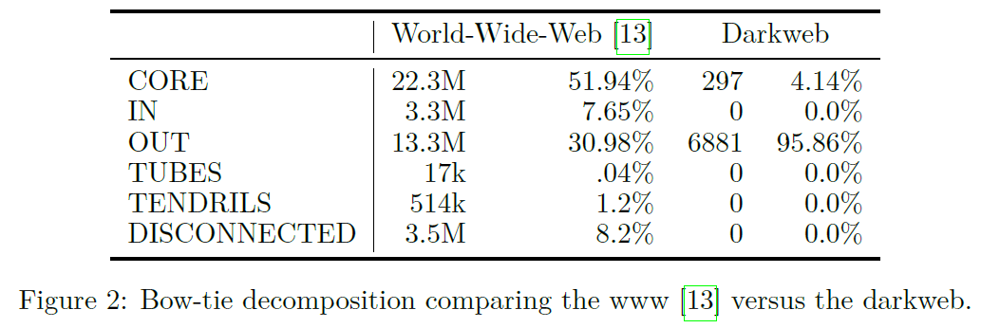 World-Wide-Web [13] Darkweb
CORE 22.3M 51.94% 297 4.14%
IN 3.3M 7.65% 0 0.0%
OUT 13.3M 30.98% 6881 95.86%
TUBES 17k .04% 0 0.0%
TENDRILS 514k 1.2% 0 0.0%
DISCONNECTED 3.5M 8.2% 0 0.0%
Figure 2: Bow-tie decomposition comparing the www [13] versus the darkweb.